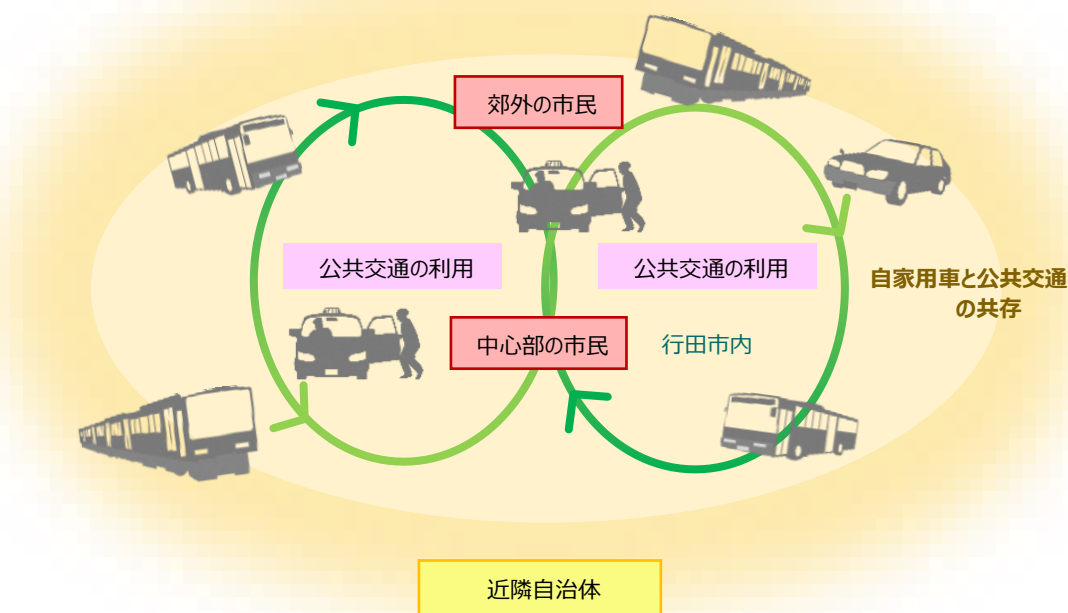 郊外の市民
公共交通の利用
公共交通の利用
自家用車と公共交通
の共存
中心部の市民
行田市内
近隣自治体